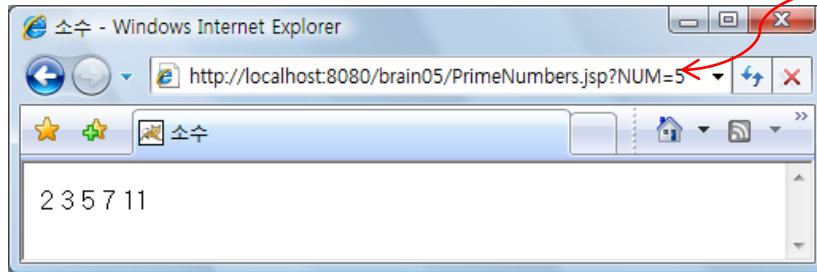 소수 - Windows Internet Explorer
http://localhost:8080/brain05/PrimeNumbers.jsp?NUM=5
소수
2 3 5 7 11